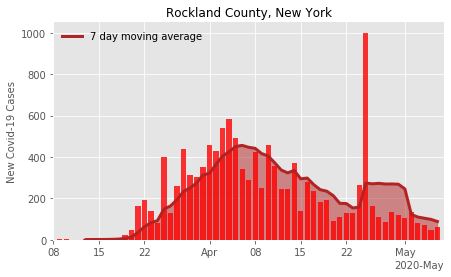 Rockland County, New York
7 day moving average
New Covid-19 Cases
1000
800
600
400
200
0
08 15 22 Apr 08 15 22 May
2020-May